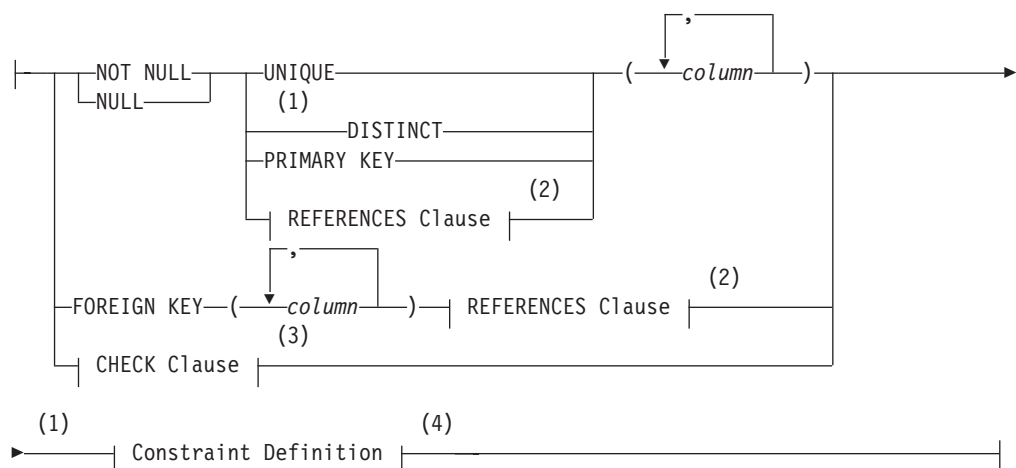 ,
NOT NULL UNIQUE ( column )
NULL (1)
DISTINCT
PRIMARY KEY
(2)
REFERENCES Clause
,
(2)
FOREIGN KEY ( column ) REFERENCES Clause
(3)
CHECK Clause
(1) (4)
Constraint Definition